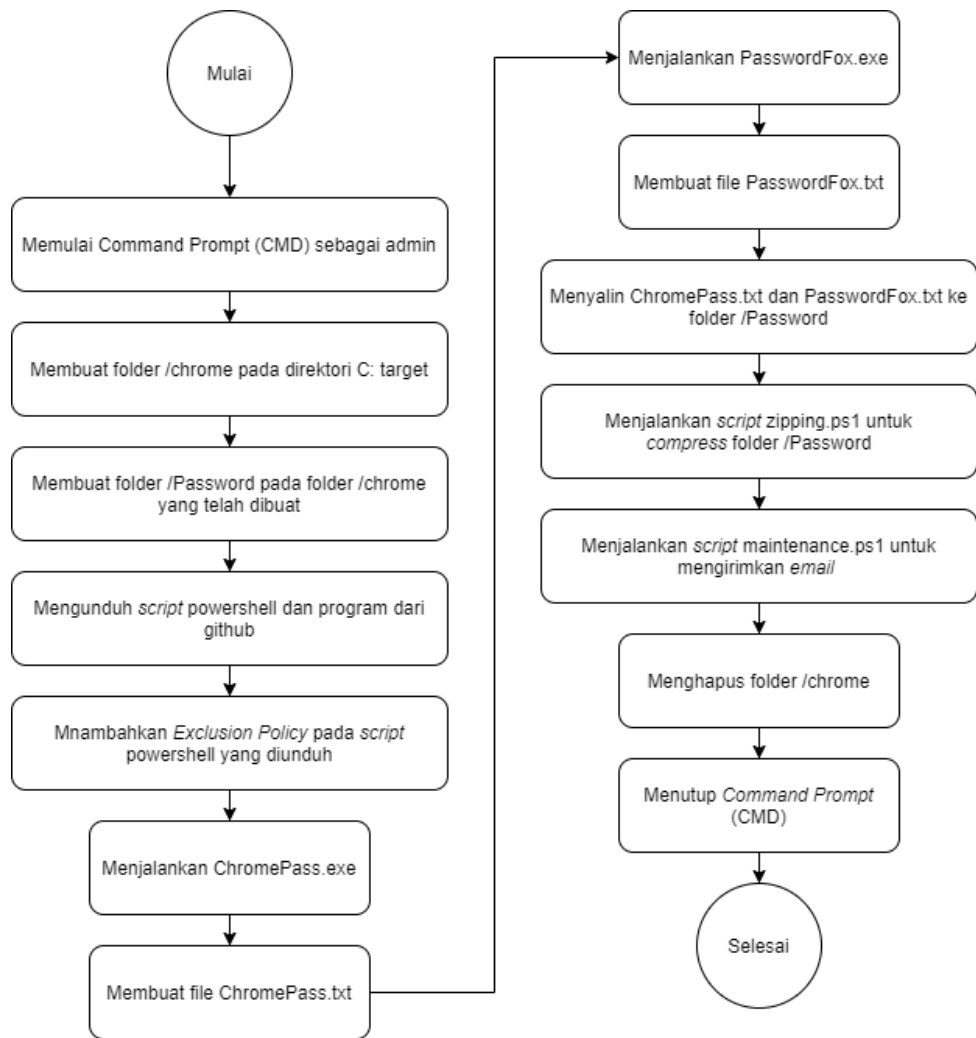 Mulai
Memulai Command Prompt (CMD) sebagai admin
Membuat folder /chrome pada direktori C: target
Membuat folder /Password pada folder /chrome
yang telah dibuat
Mengunduh script powershell dan program dari
github
Mnambahkan Exclusion Policy pada script
powershell yang diunduh
Menjalankan ChromePass.exe
Membuat file ChromePass.txt
Menjalankan PasswordFox.exe
Membuat file PasswordFox.txt
Menyalin ChromePass.txt dan PasswordFox.txt ke
folder /Password
Menjalankan script zipping.ps1 untuk
compress folder /Password
Menjalankan script maintenance.ps1 untuk
mengirimkan email
Menghapus folder /chrome
Menutup Command Prompt
(CMD)
Selesai